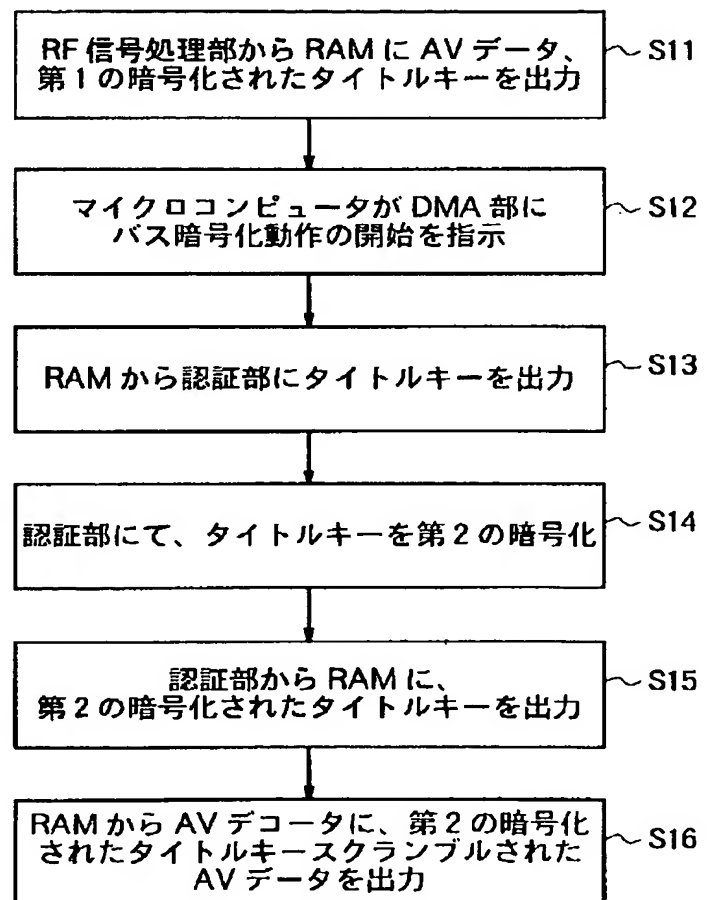 RF 信号処理部から RAM に AV データ、
第1の暗号化されたタイトルキーを出力
S11
マイクロコンピュータが DMA 部に
バス暗号化動作の開始を指示
S12
RAM から認証部にタイトルキーを出力
S13
認証部にて、タイトルキーを第2の暗号化
S14
認証部から RAM に、
第2の暗号化されたタイトルキーを出力
S15
RAM から AV デコータに、第2の暗号化
されたタイトルキースクランブルされた
AV データを出力
S16